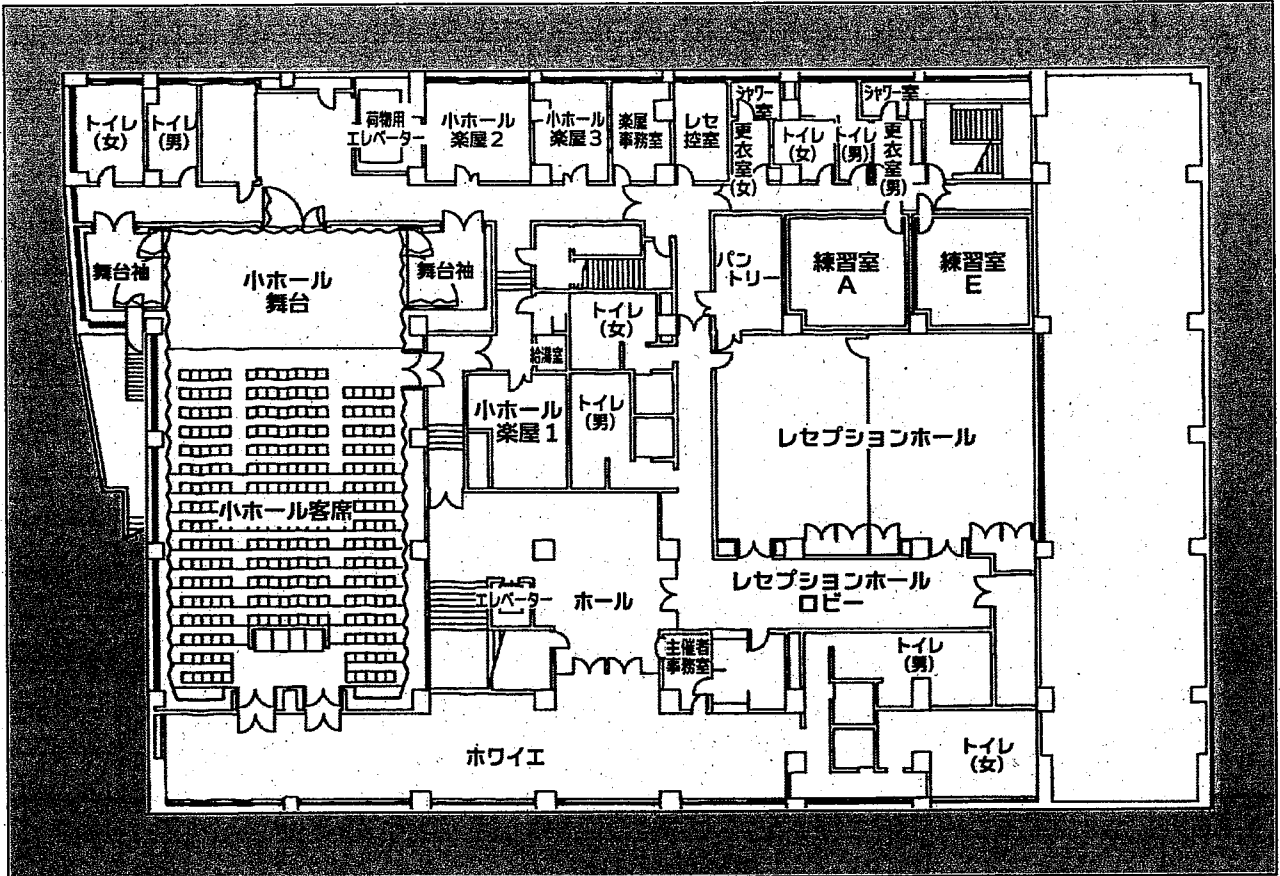 トイレ
(女)
トイレ
(男)
荷物用
エレベーター
小ホール
楽屋2
小ホール
楽屋3
楽屋
事務室
レセ
控室
シャワー
室
更衣室(女)
トイレ
(女)
トイレ
(男)
シャワー室
更衣室(男)
舞台袖
小ホール
舞台
舞台袖
パン
トリー
練習室
A
練習室
E
トイレ
(女)
給湯室
小ホール
楽屋1
トイレ
(男)
レセプションホール
小ホール客席
エレベーター
ホール
レセプションホール
ロビー
主催者
事務室
トイレ
(男)
ホワイエ
トイレ
(女)